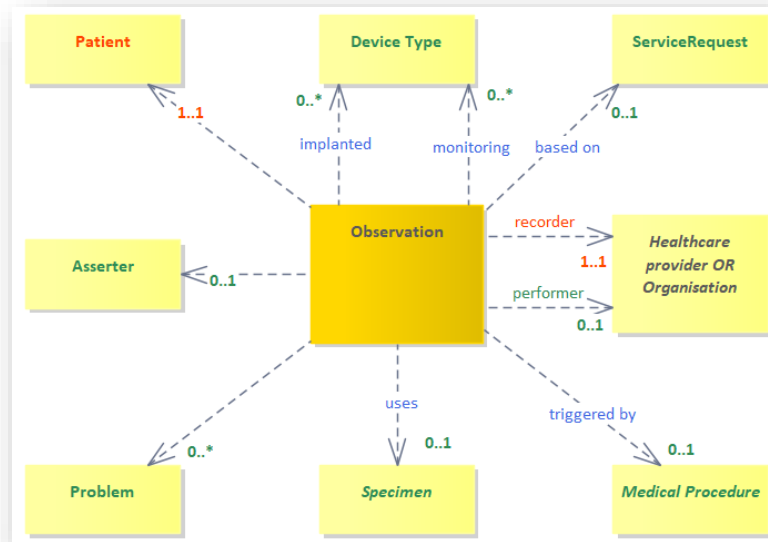 Patient
Device Type
ServiceRequest
0..*
0..*
1..1
0..1
implanted
monitoring
based on
Observation
recorder
Healthcare
provider OR
Organisation
1..1
Asserter
0..1
performer
0..1
uses
triggered by
0..*
0..1
0..1
Problem
Specimen
Medical Procedure